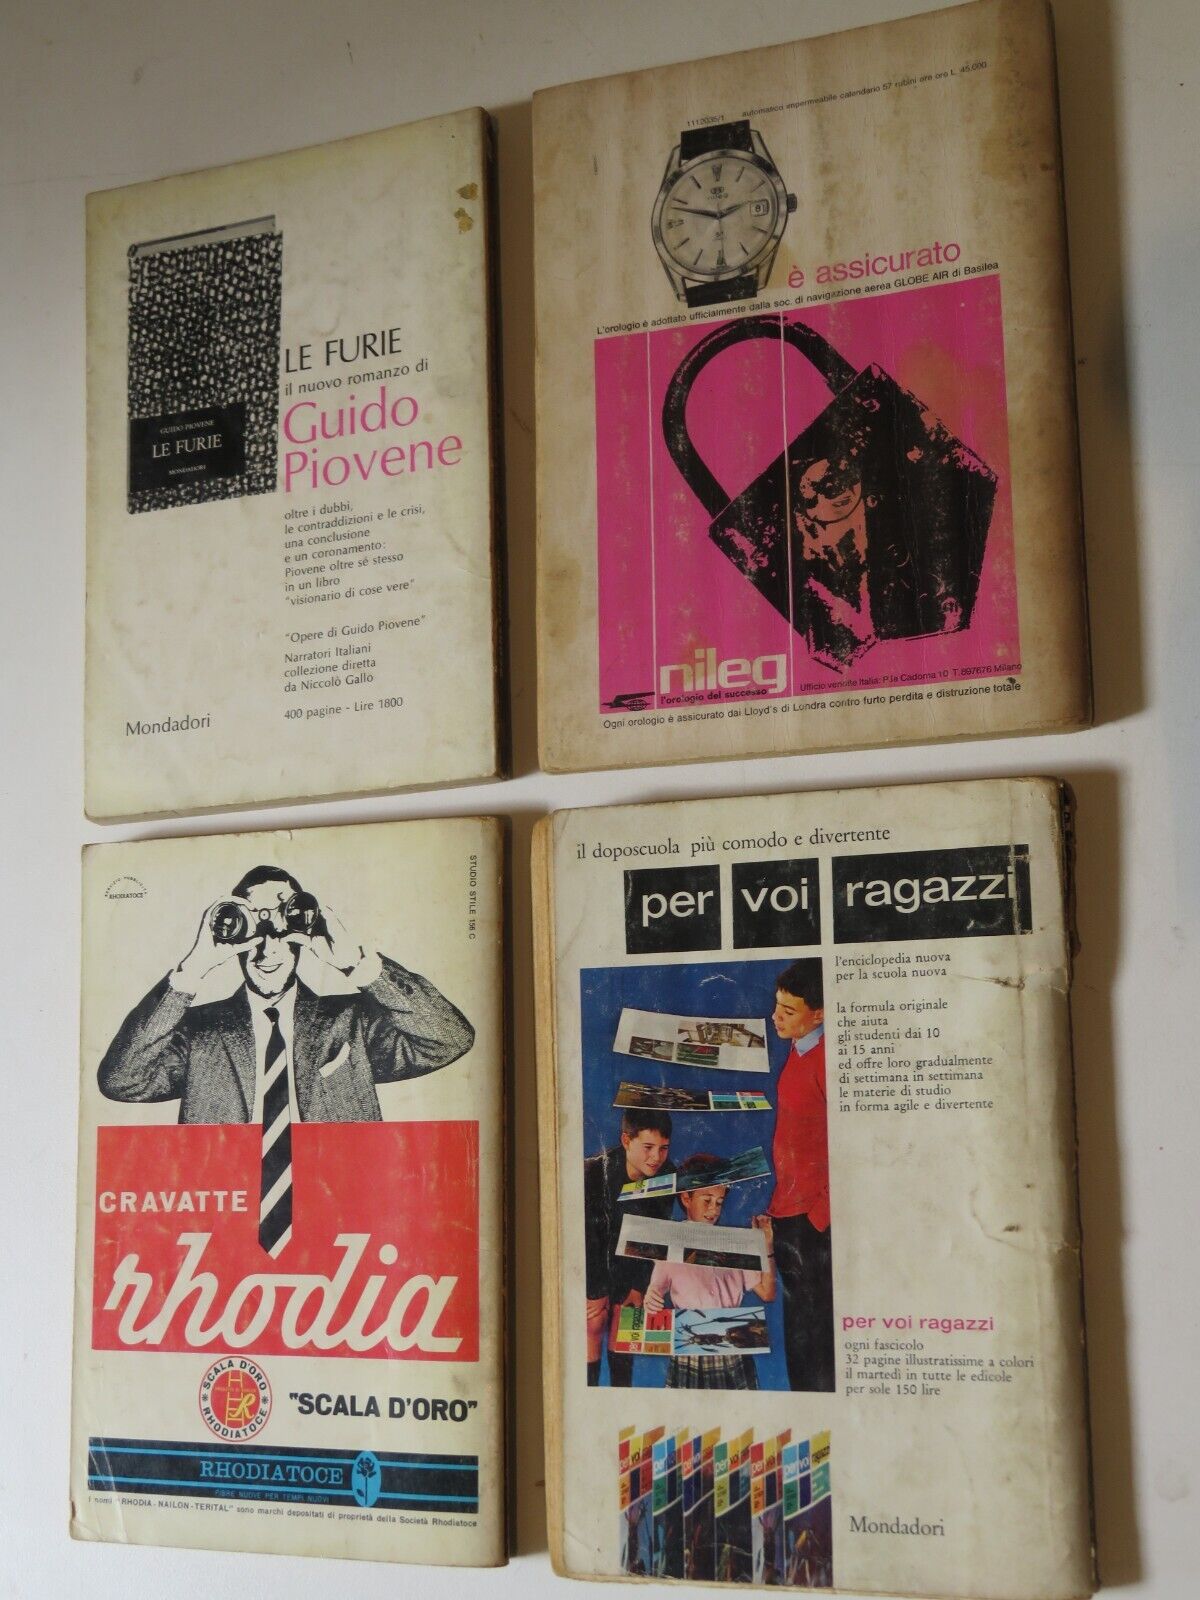 LE FURIE
il nuovo romanzo di
Guido
Piovene
GUIDO PIOVENE
LE FURIE
MONDADORI
oltre i dubbi,
le contraddizioni e le crisi,
una conclusione
e un coronamento:
Piovene oltre sé stesso
in un libro
"visionario di cose vere"
"Opere di Guido Piovene"
Narratori Italiani
collezione diretta
da Niccolò Gallo
400 pagine - Lire 1800
Mondadori
1112035/1 automatico impermeabile calendario 57 rubini oro L. 45.000
è assicurato
L'orologio è adottato ufficialmente dalla soc. di navigazione aerea GLOBE AIR di Basilea
nileg
l'orologio del successo
Ufficio vendite Italia: P.le Cadorna 10 T. 897676 Milano
Ogni orologio è assicurato dai Lloyd's di Londra contro furto perdita e distruzione totale
RHODIATOCE
STUDIO STILE 156 C
CRAVATTE
rhodia
SCALA D'ORO
RHODIATOCE
"SCALA D'ORO"
RHODIATOCE
FIBRE NUOVE PER TEMPI NUOVI
I nomi "RHODIA - NAILON - TERITAL" sono marchi depositati di proprietà della Società Rhodiatoce
il doposcuola più comodo e divertente
per voi ragazzi
l'enciclopedia nuova
per la scuola nuova
la formula originale
che aiuta
gli studenti dai 10
ai 15 anni
ed offre loro gradualmente
di settimana in settimana
le materie di studio
in forma agile e divertente
per voi ragazzi
ogni fascicolo
32 pagine illustratissime a colori
il martedì in tutte le edicole
per sole 150 lire
Mondadori